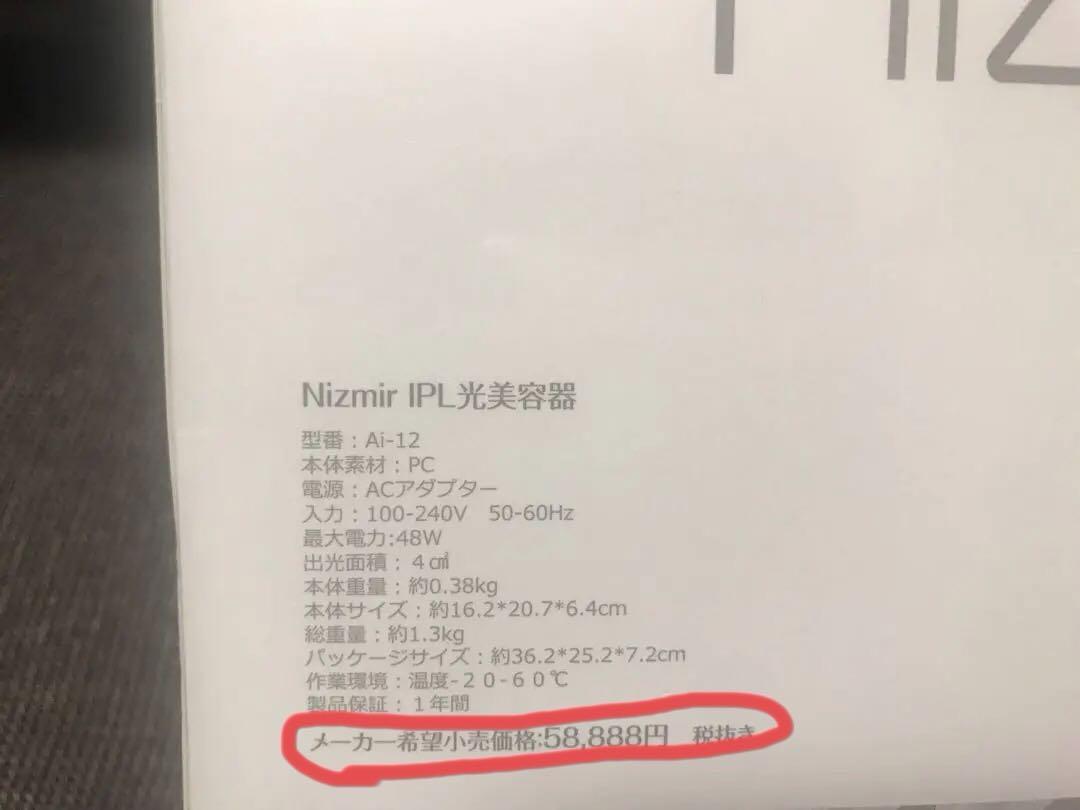 Nizmir IPL光美容器
型番：Ai-12
本体素材：PC
電源：ACアダプター
入力：100-240V　50-60Hz
最大電力:48W
出光面積：４㎠
本体重量：約0.38kg
本体サイズ：約16.2*20.7*6.4cm
総重量：約1.3kg
パッケージサイズ：約36.2*25.2*7.2cm
作業環境：温度-２０-６０℃
製品保証：１年間
メーカー希望小売価格:58,888円　税抜き